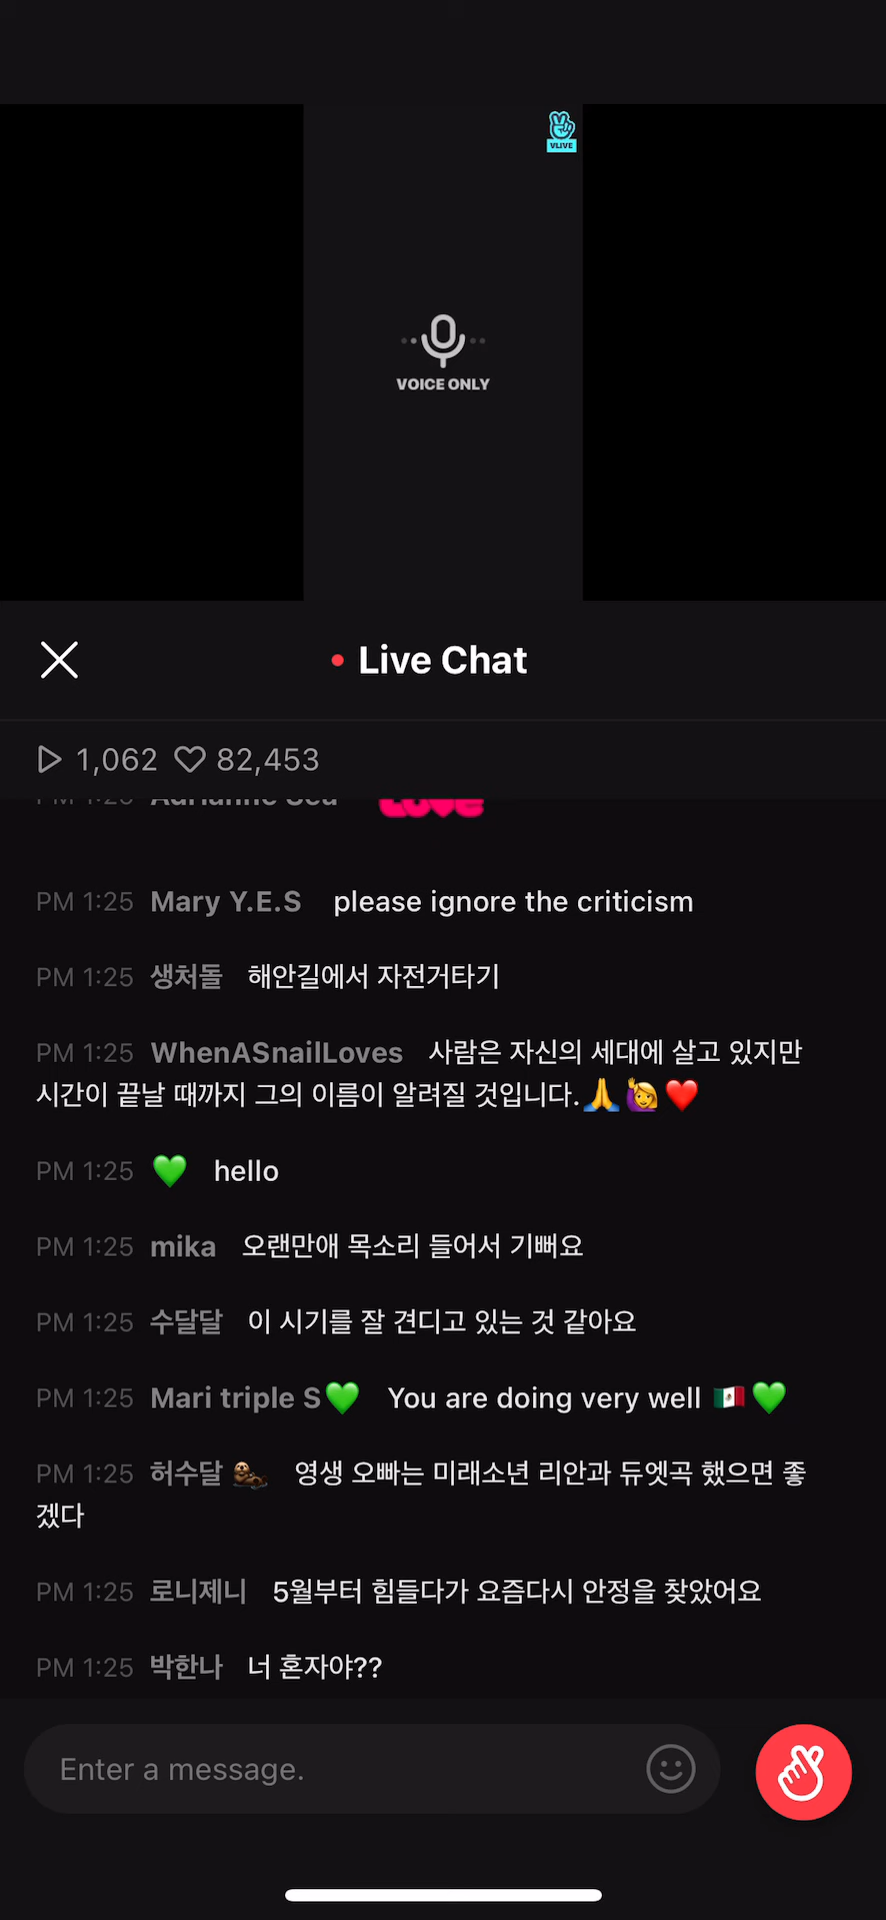 VLIVE
VOICE ONLY
Live Chat
1,062 82,453
Love
PM 1:25 Mary Y.E.S please ignore the criticism
PM 1:25 생처돌 해안길에서 자전거타기
PM 1:25 WhenASnailLoves 사람은 자신의 세대에 살고 있지만
시간이 끝날 때까지 그의 이름이 알려질 것입니다.🙏🙋❤️
PM 1:25 💚 hello
PM 1:25 mika 오랜만애 목소리 들어서 기뻐요
PM 1:25 수달달 이 시기를 잘 견디고 있는 것 같아요
PM 1:25 Mari triple S💚 You are doing very well 🇲🇽💚
PM 1:25 허수달 🦦 영생 오빠는 미래소년 리안과 듀엣곡 했으면 좋
겠다
PM 1:25 로니제니 5월부터 힘들다가 요즘다시 안정을 찾았어요
PM 1:25 박한나 너 혼자야??
Enter a message.